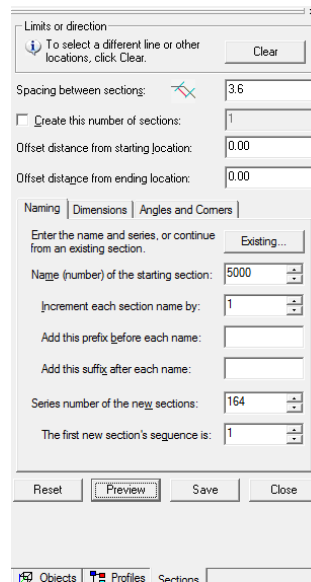 Limits or direction
To select a different line or other
locations, click Clear.
Clear
Spacing between sections:
3.6
Create this number of sections:
1
Offset distance from starting location:
0.00
Offset distance from ending location:
0.00
Naming
Dimensions
Angles and Corners
Enter the name and series, or continue
from an existing section.
Existing...
Name (number) of the starting section:
5000
Increment each section name by:
1
Add this prefix before each name:
Add this suffix after each name:
Series number of the new sections:
164
The first new section's sequence is:
1
Reset
Preview
Save
Close
Objects
Profiles
Sections